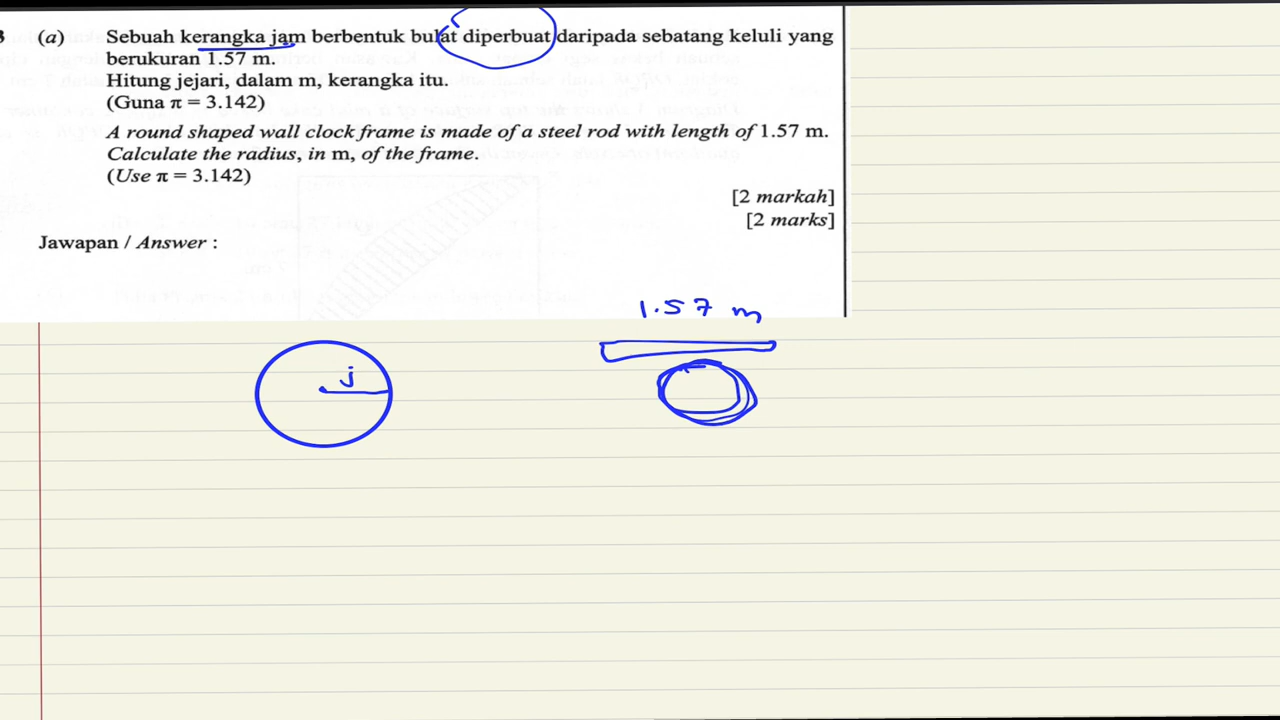 3 (a) Sebuah kerangka jam berbentuk bulat diperbuat daripada sebatang keluli yang
berukuran 1.57 m.
Hitung jejari, dalam m, kerangka itu.
(Guna π = 3.142)
A round shaped wall clock frame is made of a steel rod with length of 1.57 m.
Calculate the radius, in m, of the frame.
(Use π = 3.142)
[2 markah]
[2 marks]
Jawapan / Answer :
1.57 m
j